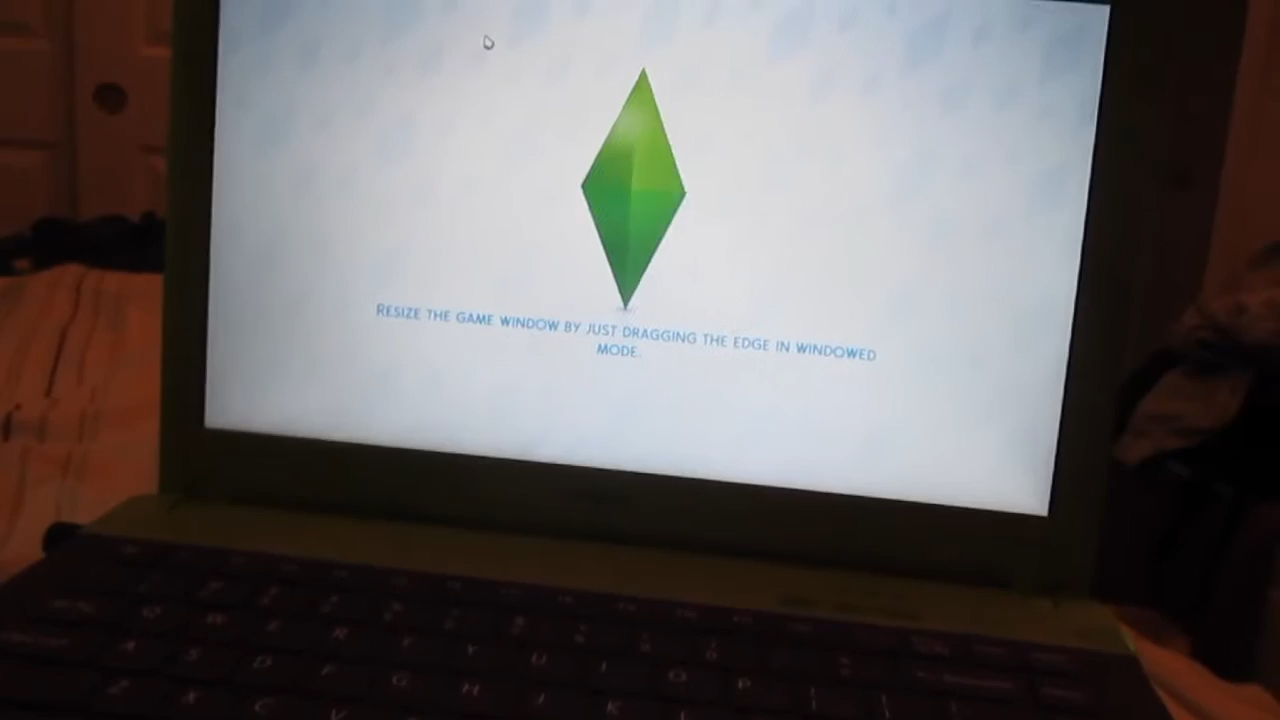 RESIZE THE GAME WINDOW BY JUST DRAGGING THE EDGE IN WINDOWED
MODE.
Q W E R T Y U I O P
A S D F G H J K L
Z X C V